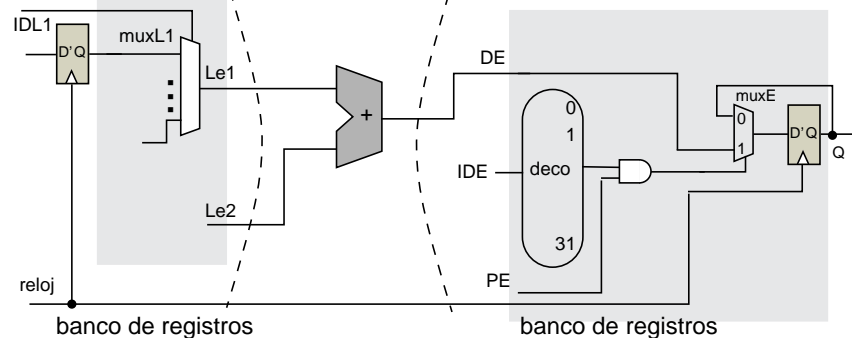 IDL1
muxL1
D'Q
Le1
Le2
+
reloj
banco de registros
DE
0
1
deco
31
IDE
PE
muxE
0
1
D'Q
Q
banco de registros